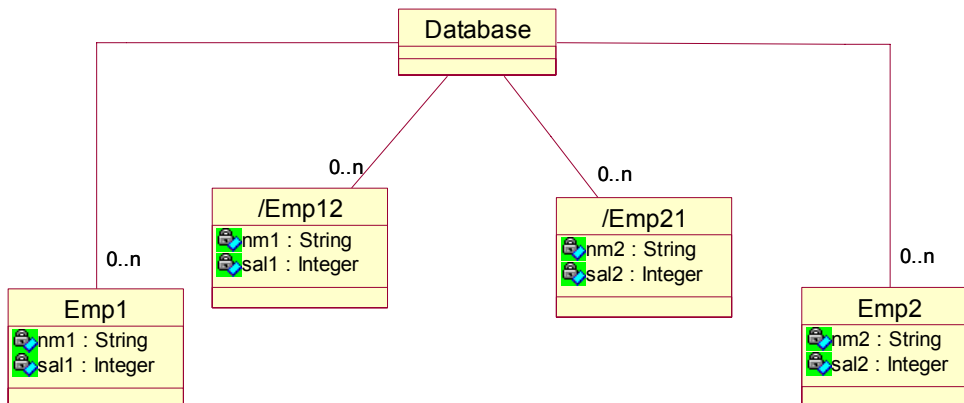 Database
0..n
0..n
/Emp12
nm1 : String
sal1 : Integer
/Emp21
nm2 : String
sal2 : Integer
0..n
0..n
Emp1
nm1 : String
sal1 : Integer
Emp2
nm2 : String
sal2 : Integer